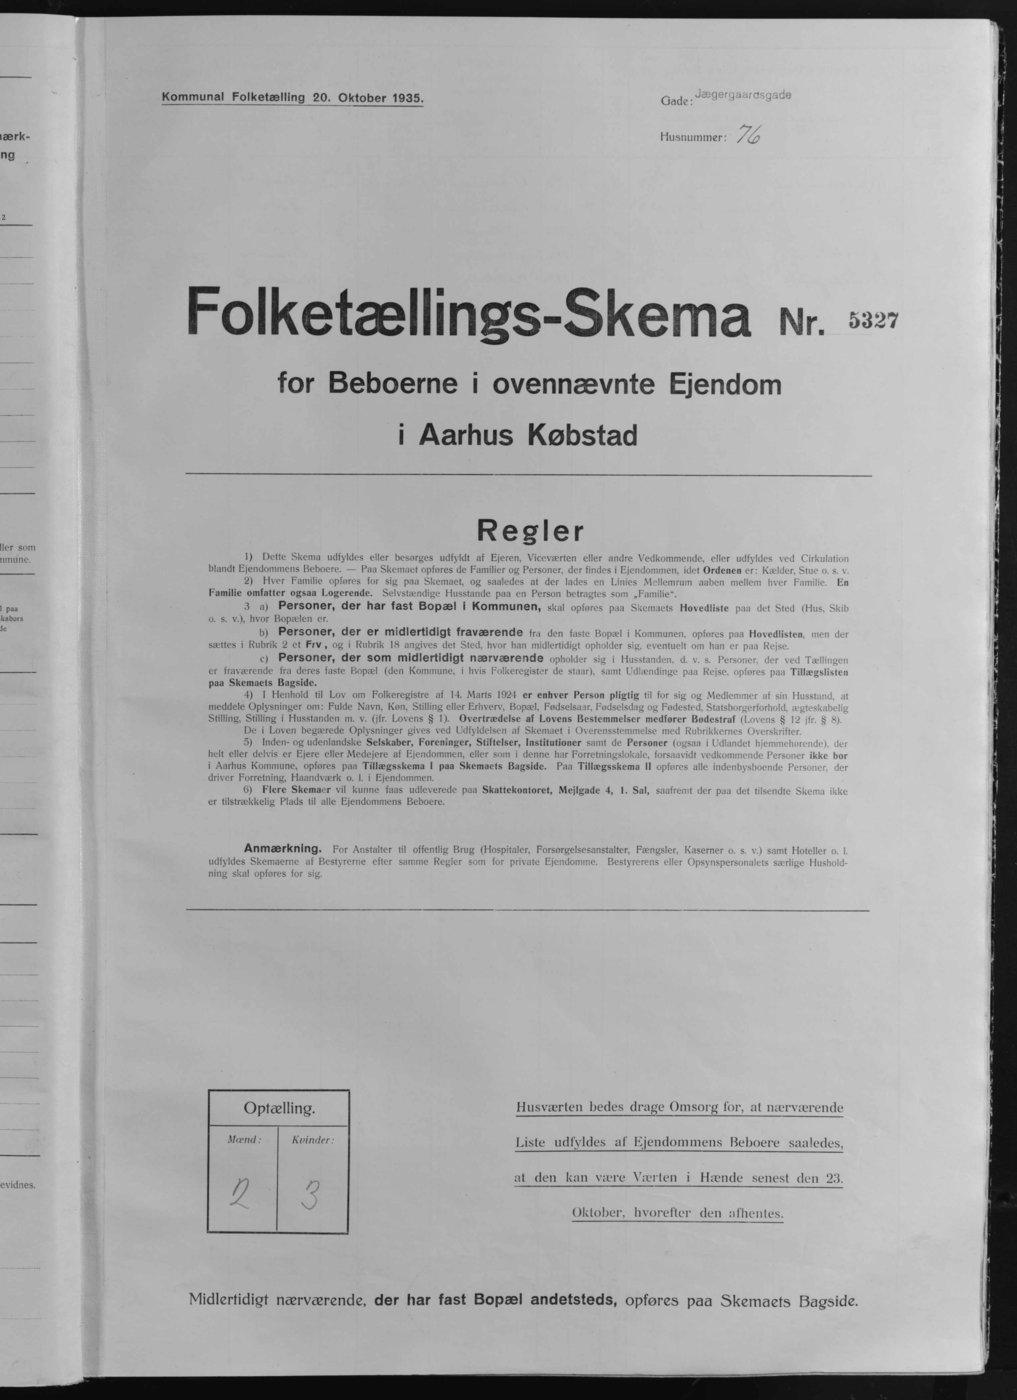 Kommunal Folketælling 20. Oktober 1935.
Gade: Jægergaardsgade
Husnummer: 76
ærk-
ng
2
Folketællings-Skema Nr. 5327
for Beboerne i ovennævnte Ejendom
i Aarhus Købstad
Regler
1) Dette Skema udfyldes eller besørges udfyldt af Ejeren, Viceværten eller andre Vedkommende, eller udfyldes ved Cirkulation
blandt Ejendommens Beboere. — Paa Skemaet opføres de Familier og Personer, der findes i Ejendommen, idet Ordenen er: Kælder, Stue o. s. v.
2) Hver Familie opføres for sig paa Skemaet, og saaledes at der lades en Linies Mellemrum aaben mellem hver Familie. En
Familie omfatter ogsaa Logerende. Selvstændige Husstande paa en Person betragtes som „Familie".
3 a) Personer, der har fast Bopæl i Kommunen, skal opføres paa Skemaets Hovedliste paa det Sted (Hus, Skib
o. s. v.), hvor Bopælen er.
b) Personer, der er midlertidigt fraværende fra den faste Bopæl i Kommunen, opføres paa Hovedlisten, men der
sættes i Rubrik 2 et Frv, og i Rubrik 18 angives det Sted, hvor han midlertidigt opholder sig, eventuelt om han er paa Rejse.
c) Personer, der som midlertidigt nærværende opholder sig i Husstanden, d. v. s. Personer, der ved Tællingen
er fraværende fra deres faste Bopæl (den Kommune, i hvis Folkeregister de staar), samt Udlændinge paa Rejse, opføres paa Tillægslisten
paa Skemaets Bagside.
4) I Henhold til Lov om Folkeregistre af 14. Marts 1924 er enhver Person pligtig til for sig og Medlemmer af sin Husstand, at
meddele Oplysninger om: Fulde Navn, Køn, Stilling eller Erhverv, Bopæl, Fødselsaar, Fødselsdag og Fødested, Statsborgerforhold, ægteskabelig
Stilling, Stilling i Husstanden m. v. (jfr. Lovens § 1). Overtrædelse af Lovens Bestemmelser medfører Bødestraf (Lovens § 12 jfr. § 8).
De i Loven begærede Oplysninger gives ved Udfyldelsen af Skemaet i Overensstemmelse med Rubrikkernes Overskrifter.
5) Inden- og udenlandske Selskaber, Foreninger, Stiftelser, Institutioner samt de Personer (ogsaa i Udlandet hjemmehørende), der
helt eller delvis er Ejere eller Medejere af Ejendommen, eller som i denne har Forretningslokale, forsaavidt vedkommende Personer ikke bor
i Aarhus Kommune, opføres paa Tillægsskema I paa Skemaets Bagside. Paa Tillægsskema II opføres alle indenbysboende Personer, der
driver Forretning, Haandværk o. l. i Ejendommen.
6) Flere Skemaer vil kunne faas udleverede paa Skattekontoret, Mejlgade 4, 1. Sal, saafremt der paa det tilsendte Skema ikke
er tilstrækkelig Plads til alle Ejendommens Beboere.
Anmærkning. For Anstalter til offentlig Brug (Hospitaler, Forsørgelsesanstalter, Fængsler, Kaserner o. s. v.) samt Hoteller o. l.
udfyldes Skemaerne af Bestyrerne efter samme Regler som for private Ejendomme. Bestyrerens eller Opsynspersonalets særlige Hushold-
ning skal opføres for sig.
Optælling.
Mænd: Kvinder:
2 3
Husværten bedes drage Omsorg for, at nærværende
Liste udfyldes af Ejendommens Beboere saaledes,
at den kan være Værten i Hænde senest den 23.
Oktober, hvorefter den afhentes.
evidnes.
Midlertidigt nærværende, der har fast Bopæl andetsteds, opføres paa Skemaets Bagside.